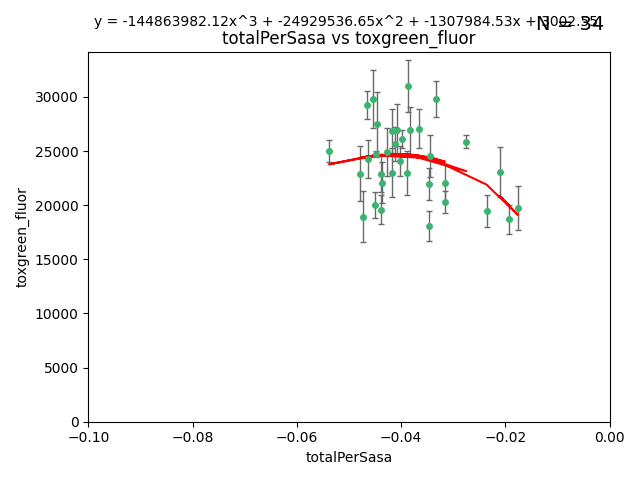 y = -144863982.12x^3 + -24929536.65x^2 + -1307984.53x +
N = 34
totalPerSasa vs toxgreen_fluor
toxgreen_fluor
30000
25000
20000
15000
10000
5000
0
−0.10
−0.08
−0.06
−0.04
−0.02
0.00
totalPerSasa